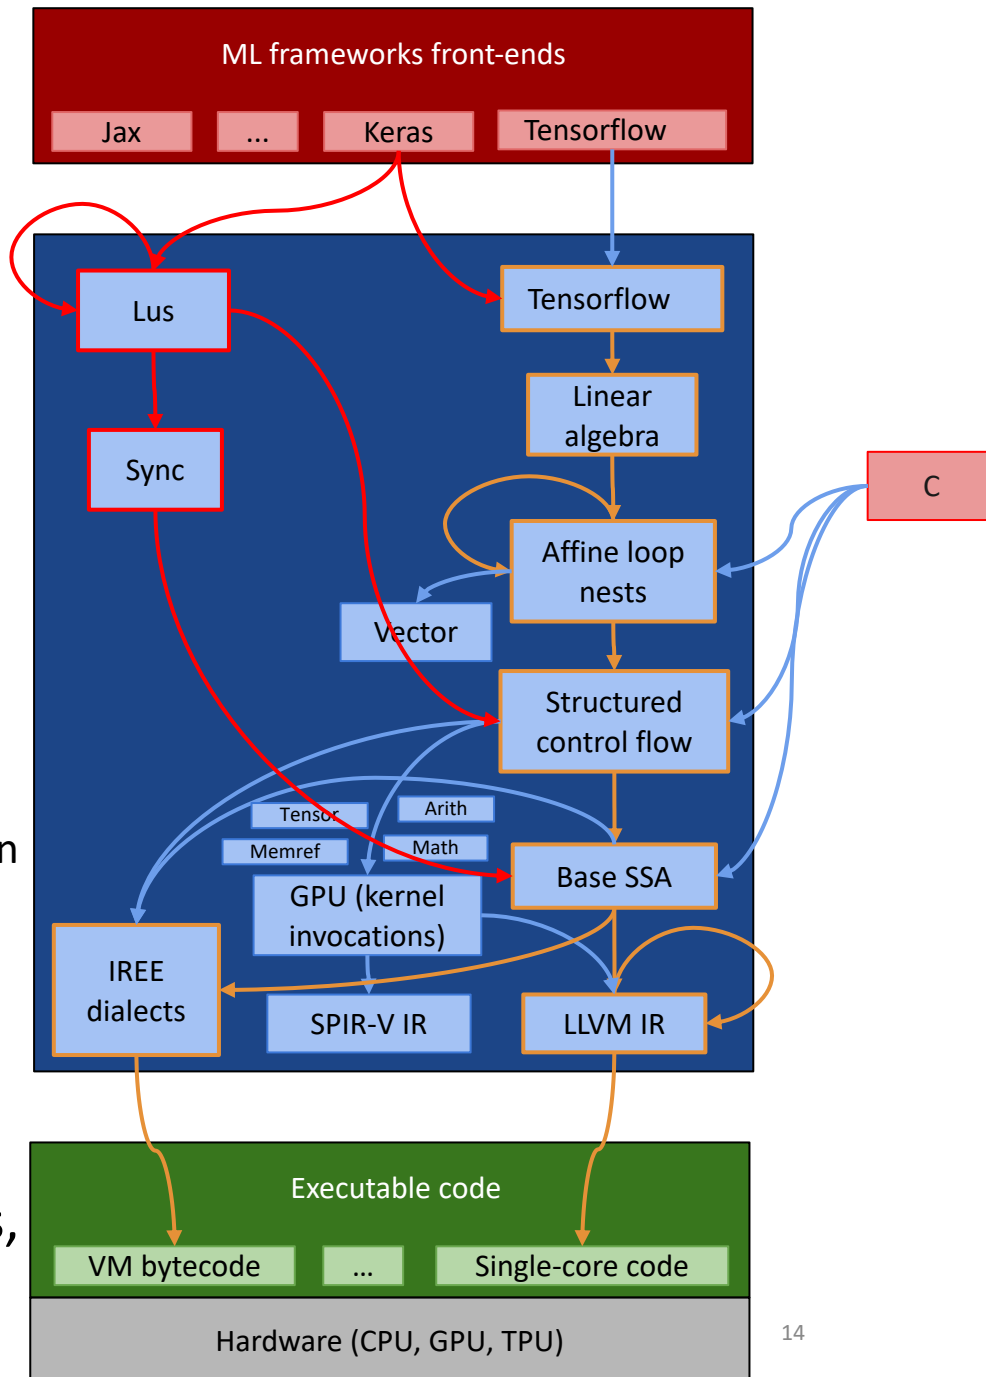 ML frameworks front-ends
Jax
...
Keras
Tensorflow
Lus
Tensorflow
Linear
algebra
Sync
C
Affine loop
nests
Vector
Structured
control flow
Tensor
Arith
Memref
Math
n
Base SSA
GPU (kernel
invocations)
IREE
dialects
SPIR-V IR
LLVM IR
Executable code
s,
VM bytecode
...
Single-core code
Hardware (CPU, GPU, TPU)
14